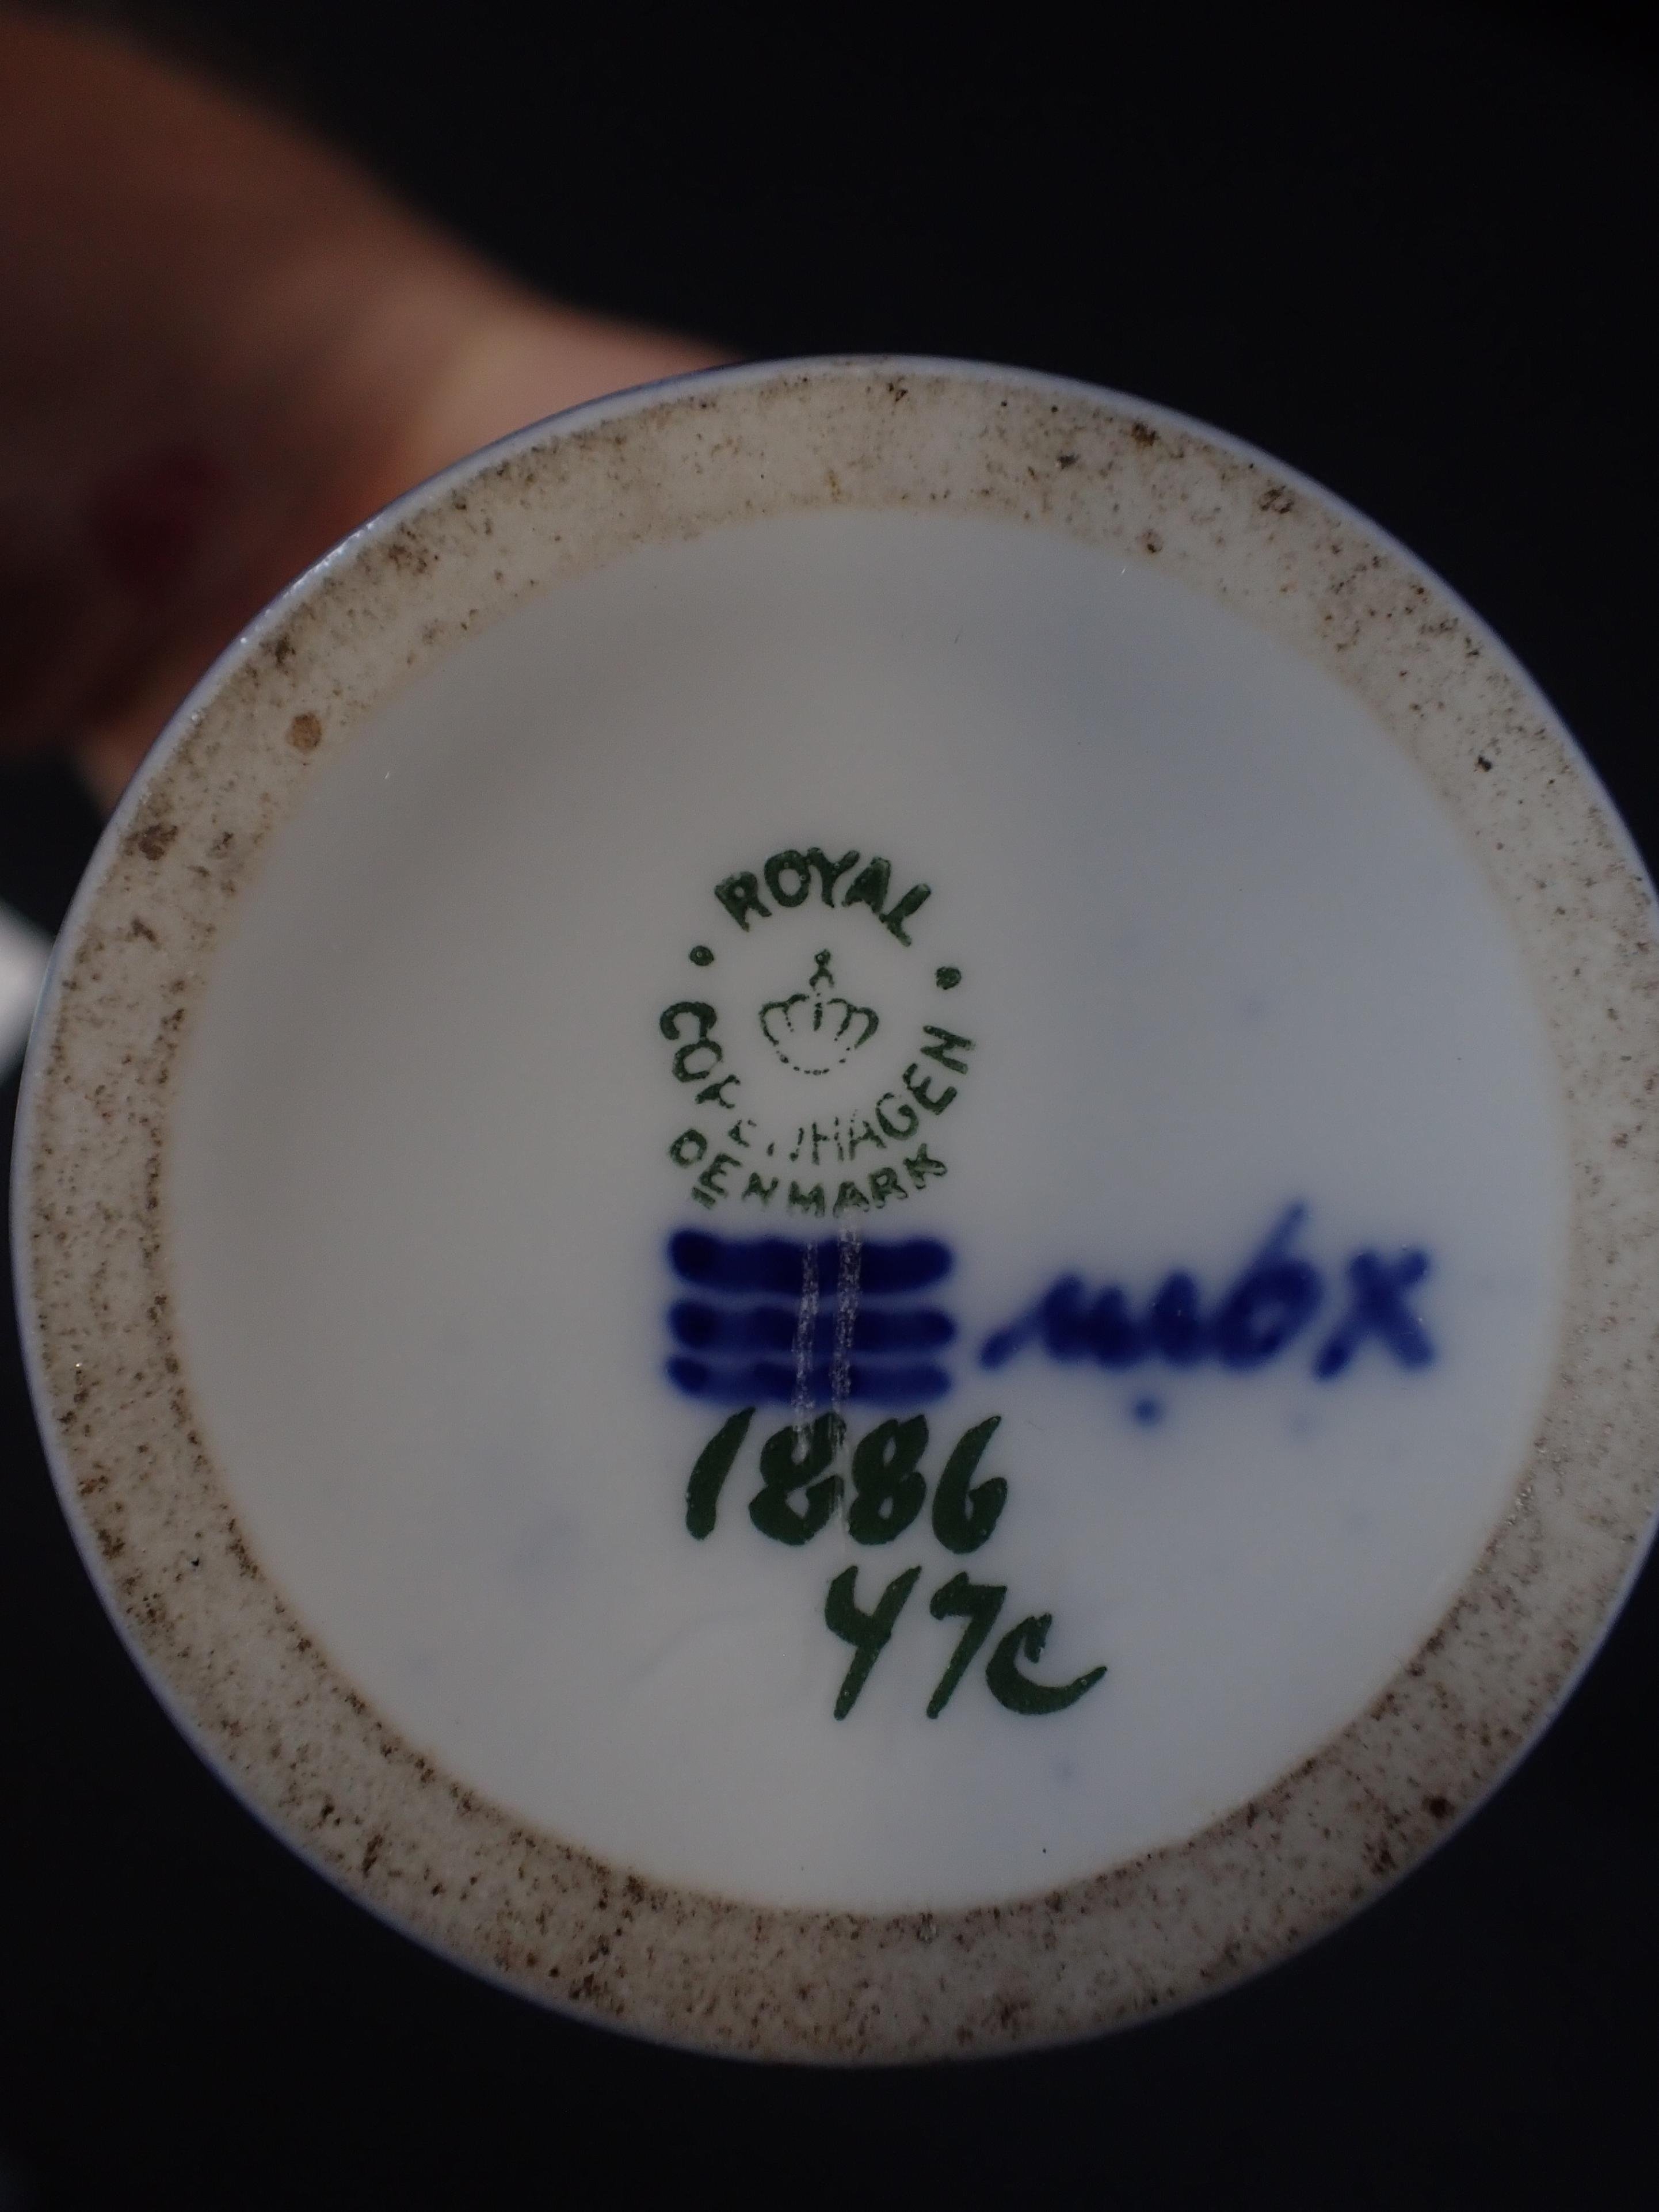 ROYAL
COPENHAGEN
DENMARK
1886
47c